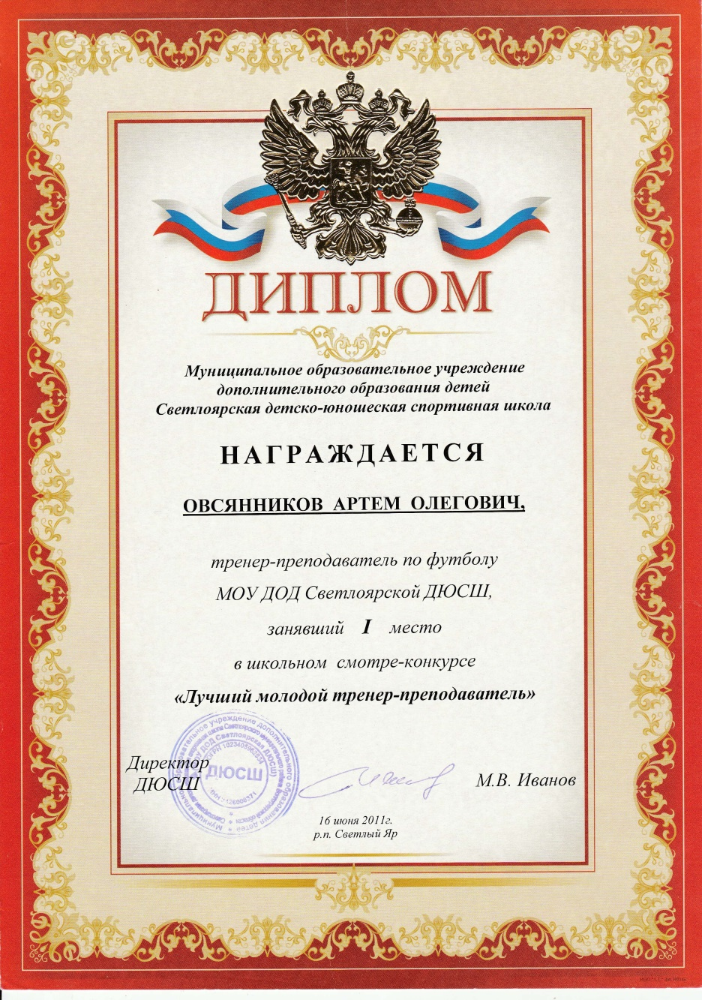 ДИПЛОМ
Муниципальное образовательное учреждение
дополнительного образования детей
Светлоярская детско-юношеская спортивная школа
НАГРАЖДАЕТСЯ
ОВСЯННИКОВ АРТЕМ ОЛЕГОВИЧ,
тренер-преподаватель по футболу
МОУ ДОД Светлоярской ДЮСШ,
занявший I место
в школьном смотре-конкурсе
«Лучший молодой тренер-преподаватель»
Директор
ДЮСШ
ДЮСШ
М.В. Иванов
16 июня 2011г.
р.п. Светлый Яр